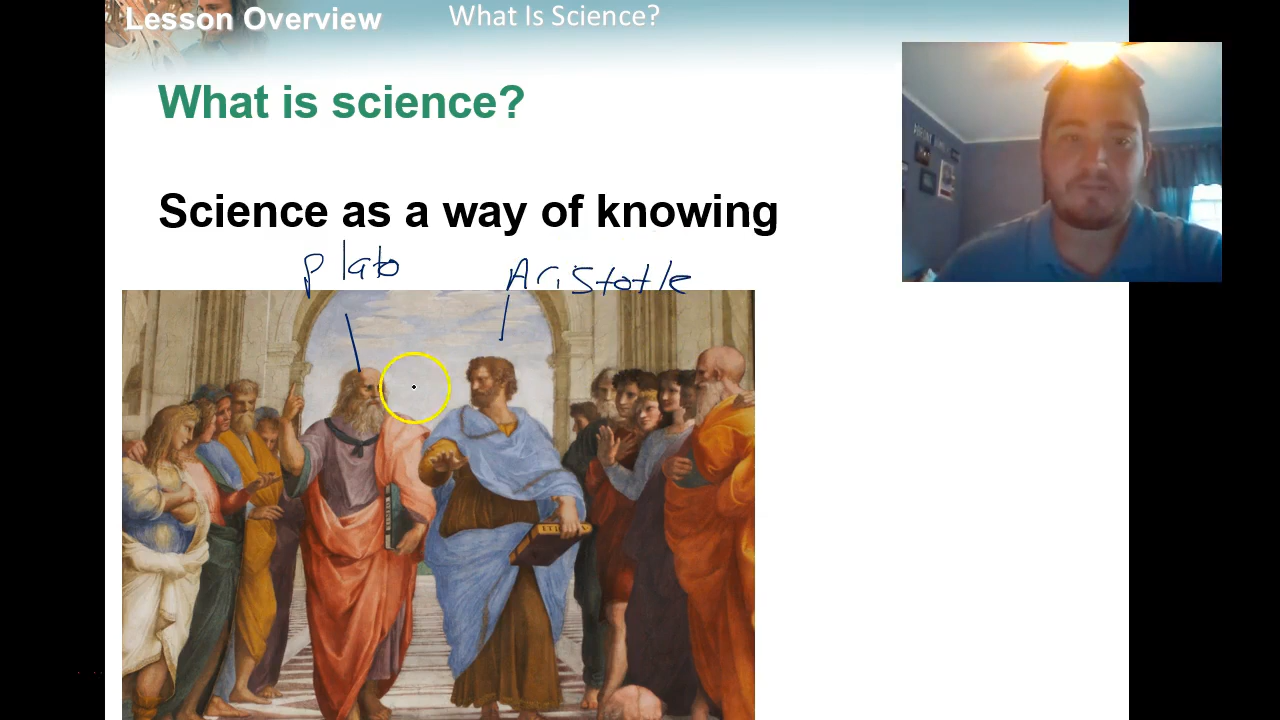 Lesson Overview What Is Science?
What is science?
Science as a way of knowing
Plato Aristotle